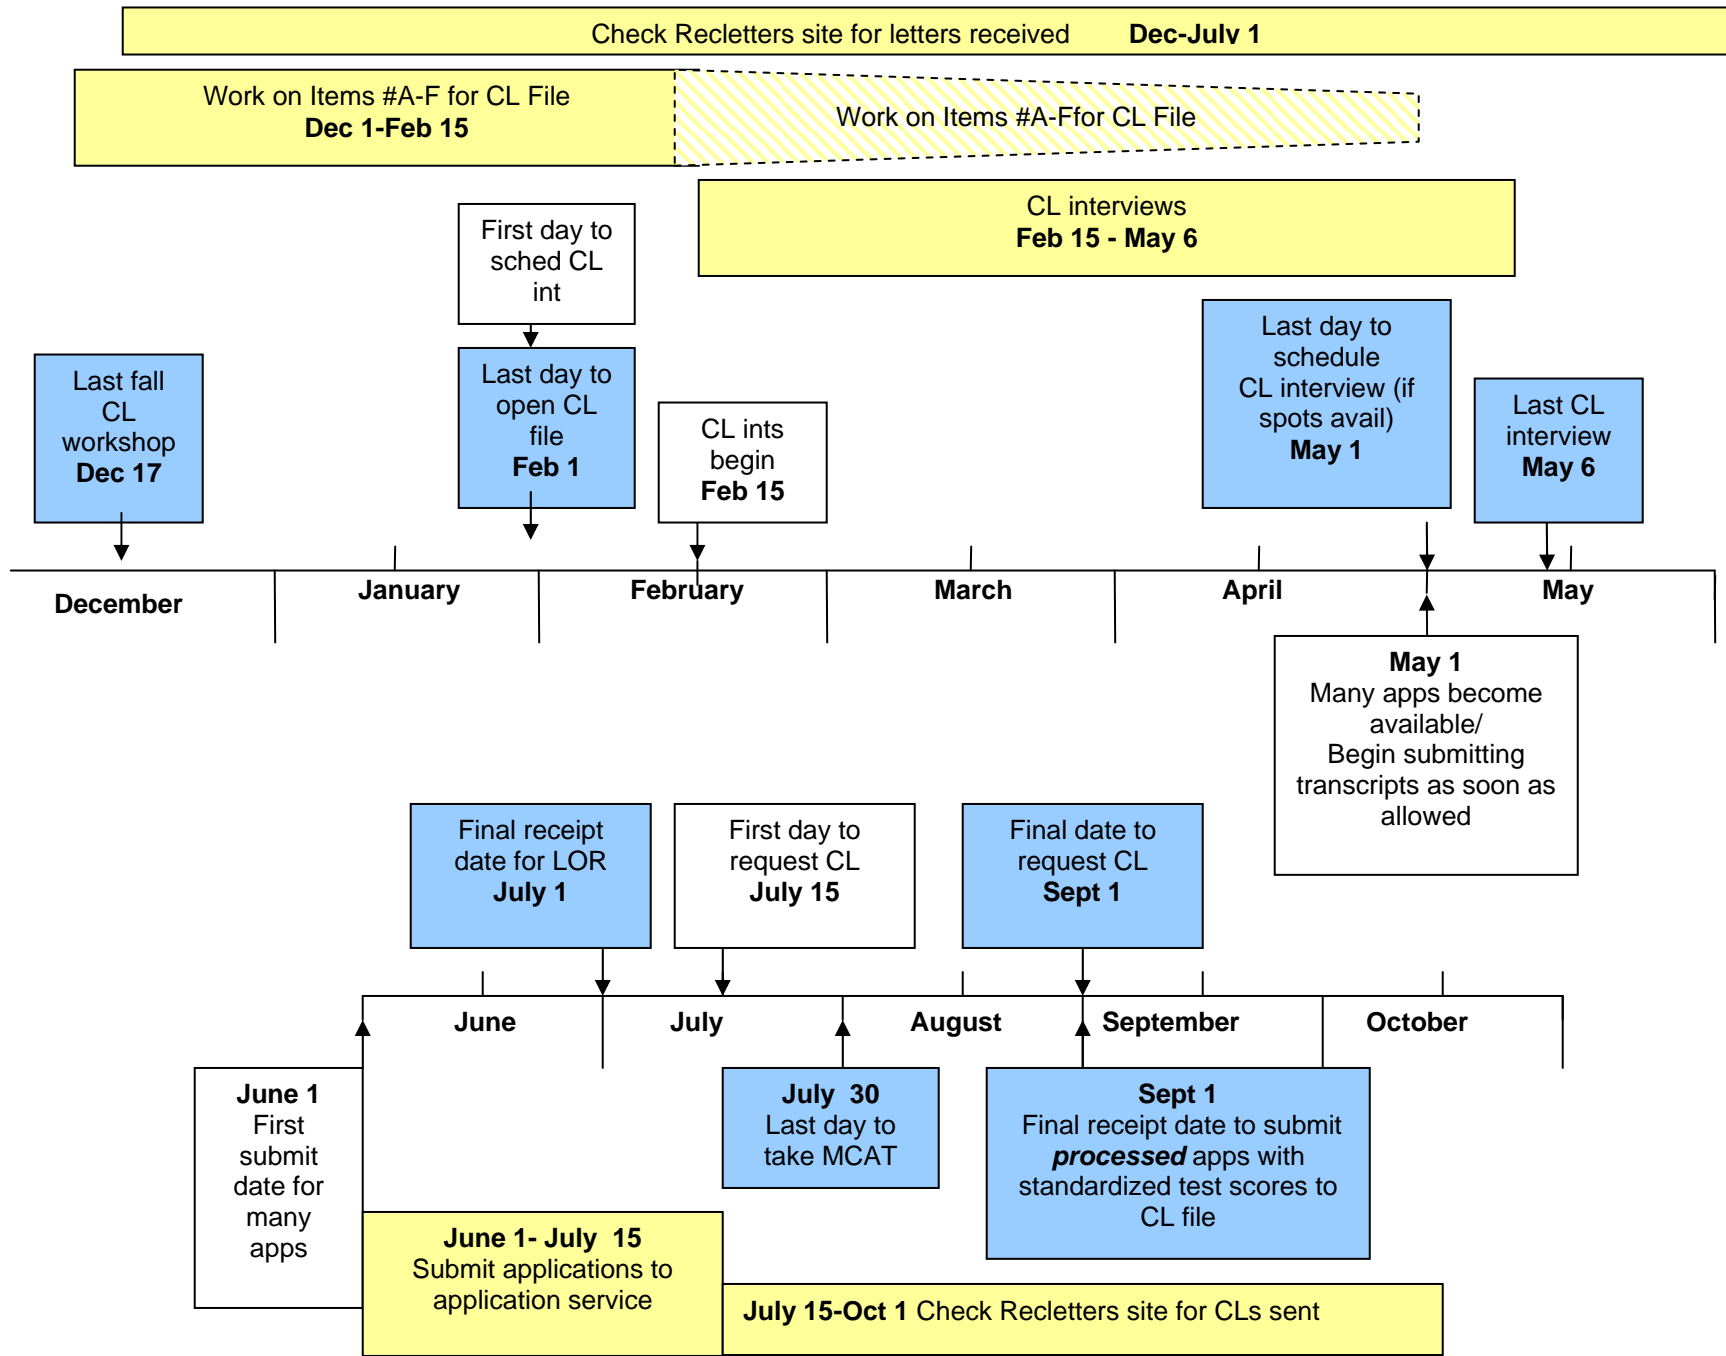 Check Recletters site for letters received Dec-July 1
Work on Items #A-F for CL File
Dec 1-Feb 15
Work on Items #A-Ffor CL File
CL interviews
Feb 15 - May 6
First day to
sched CL
int
Last fall
CL
workshop
Dec 17
Last day to
open CL
file
Feb 1
CL ints
begin
Feb 15
Last day to
schedule
CL interview (if
spots avail)
May 1
Last CL
interview
May 6
December
January
February
March
April
May
May 1
Many apps become
available/
Begin submitting
transcripts as soon as
allowed
Final receipt
date for LOR
July 1
First day to
request CL
July 15
Final date to
request CL
Sept 1
June
July
August
September
October
June 1
First
submit
date for
many
apps
July 30
Last day to
take MCAT
Sept 1
Final receipt date to submit
processed apps with
standardized test scores to
CL file
June 1- July 15
Submit applications to
application service
July 15-Oct 1 Check Recletters site for CLs sent